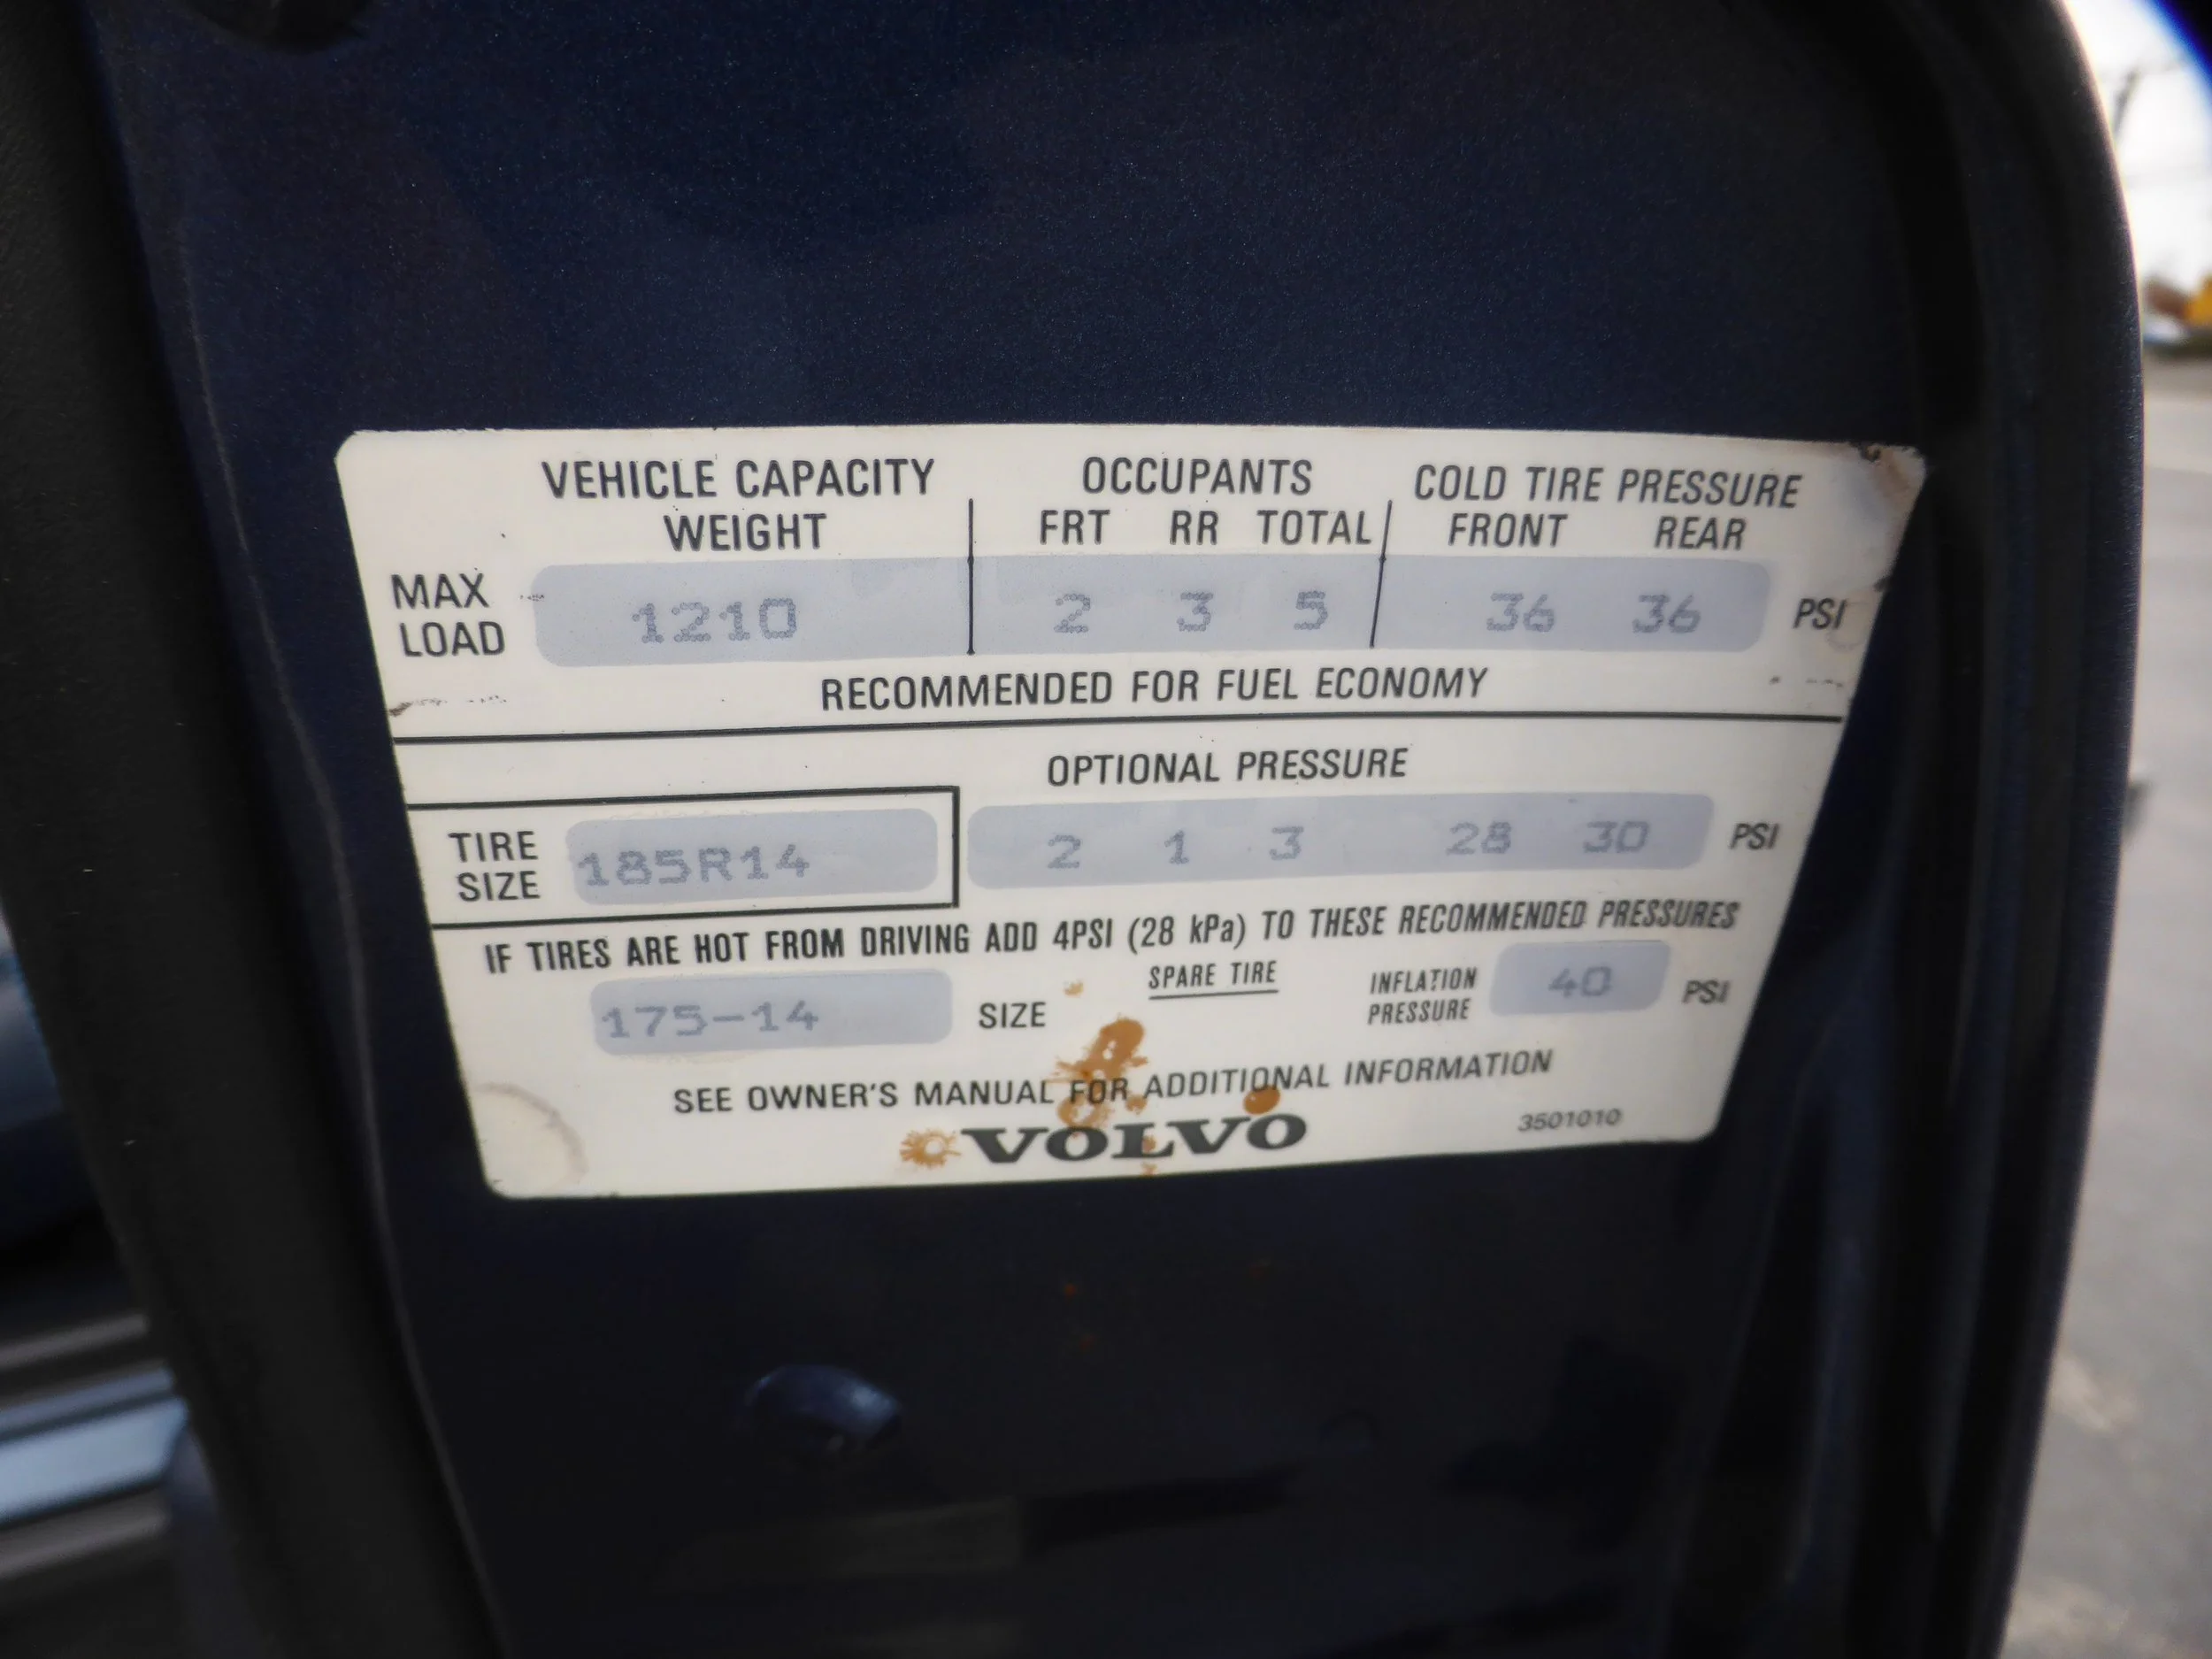 VEHICLE CAPACITY OCCUPANTS COLD TIRE PRESSURE
WEIGHT FRT RR TOTAL FRONT REAR
MAX LOAD 1210 2 3 5 36 36 PSI
RECOMMENDED FOR FUEL ECONOMY
OPTIONAL PRESSURE
TIRE SIZE 185R14 2 1 3 28 30 PSI
IF TIRES ARE HOT FROM DRIVING ADD 4PSI (28 kPa) TO THESE RECOMMENDED PRESSURES
175-14 SIZE SPARE TIRE INFLATION PRESSURE 40 PSI
SEE OWNER'S MANUAL FOR ADDITIONAL INFORMATION
VOLVO 3501010